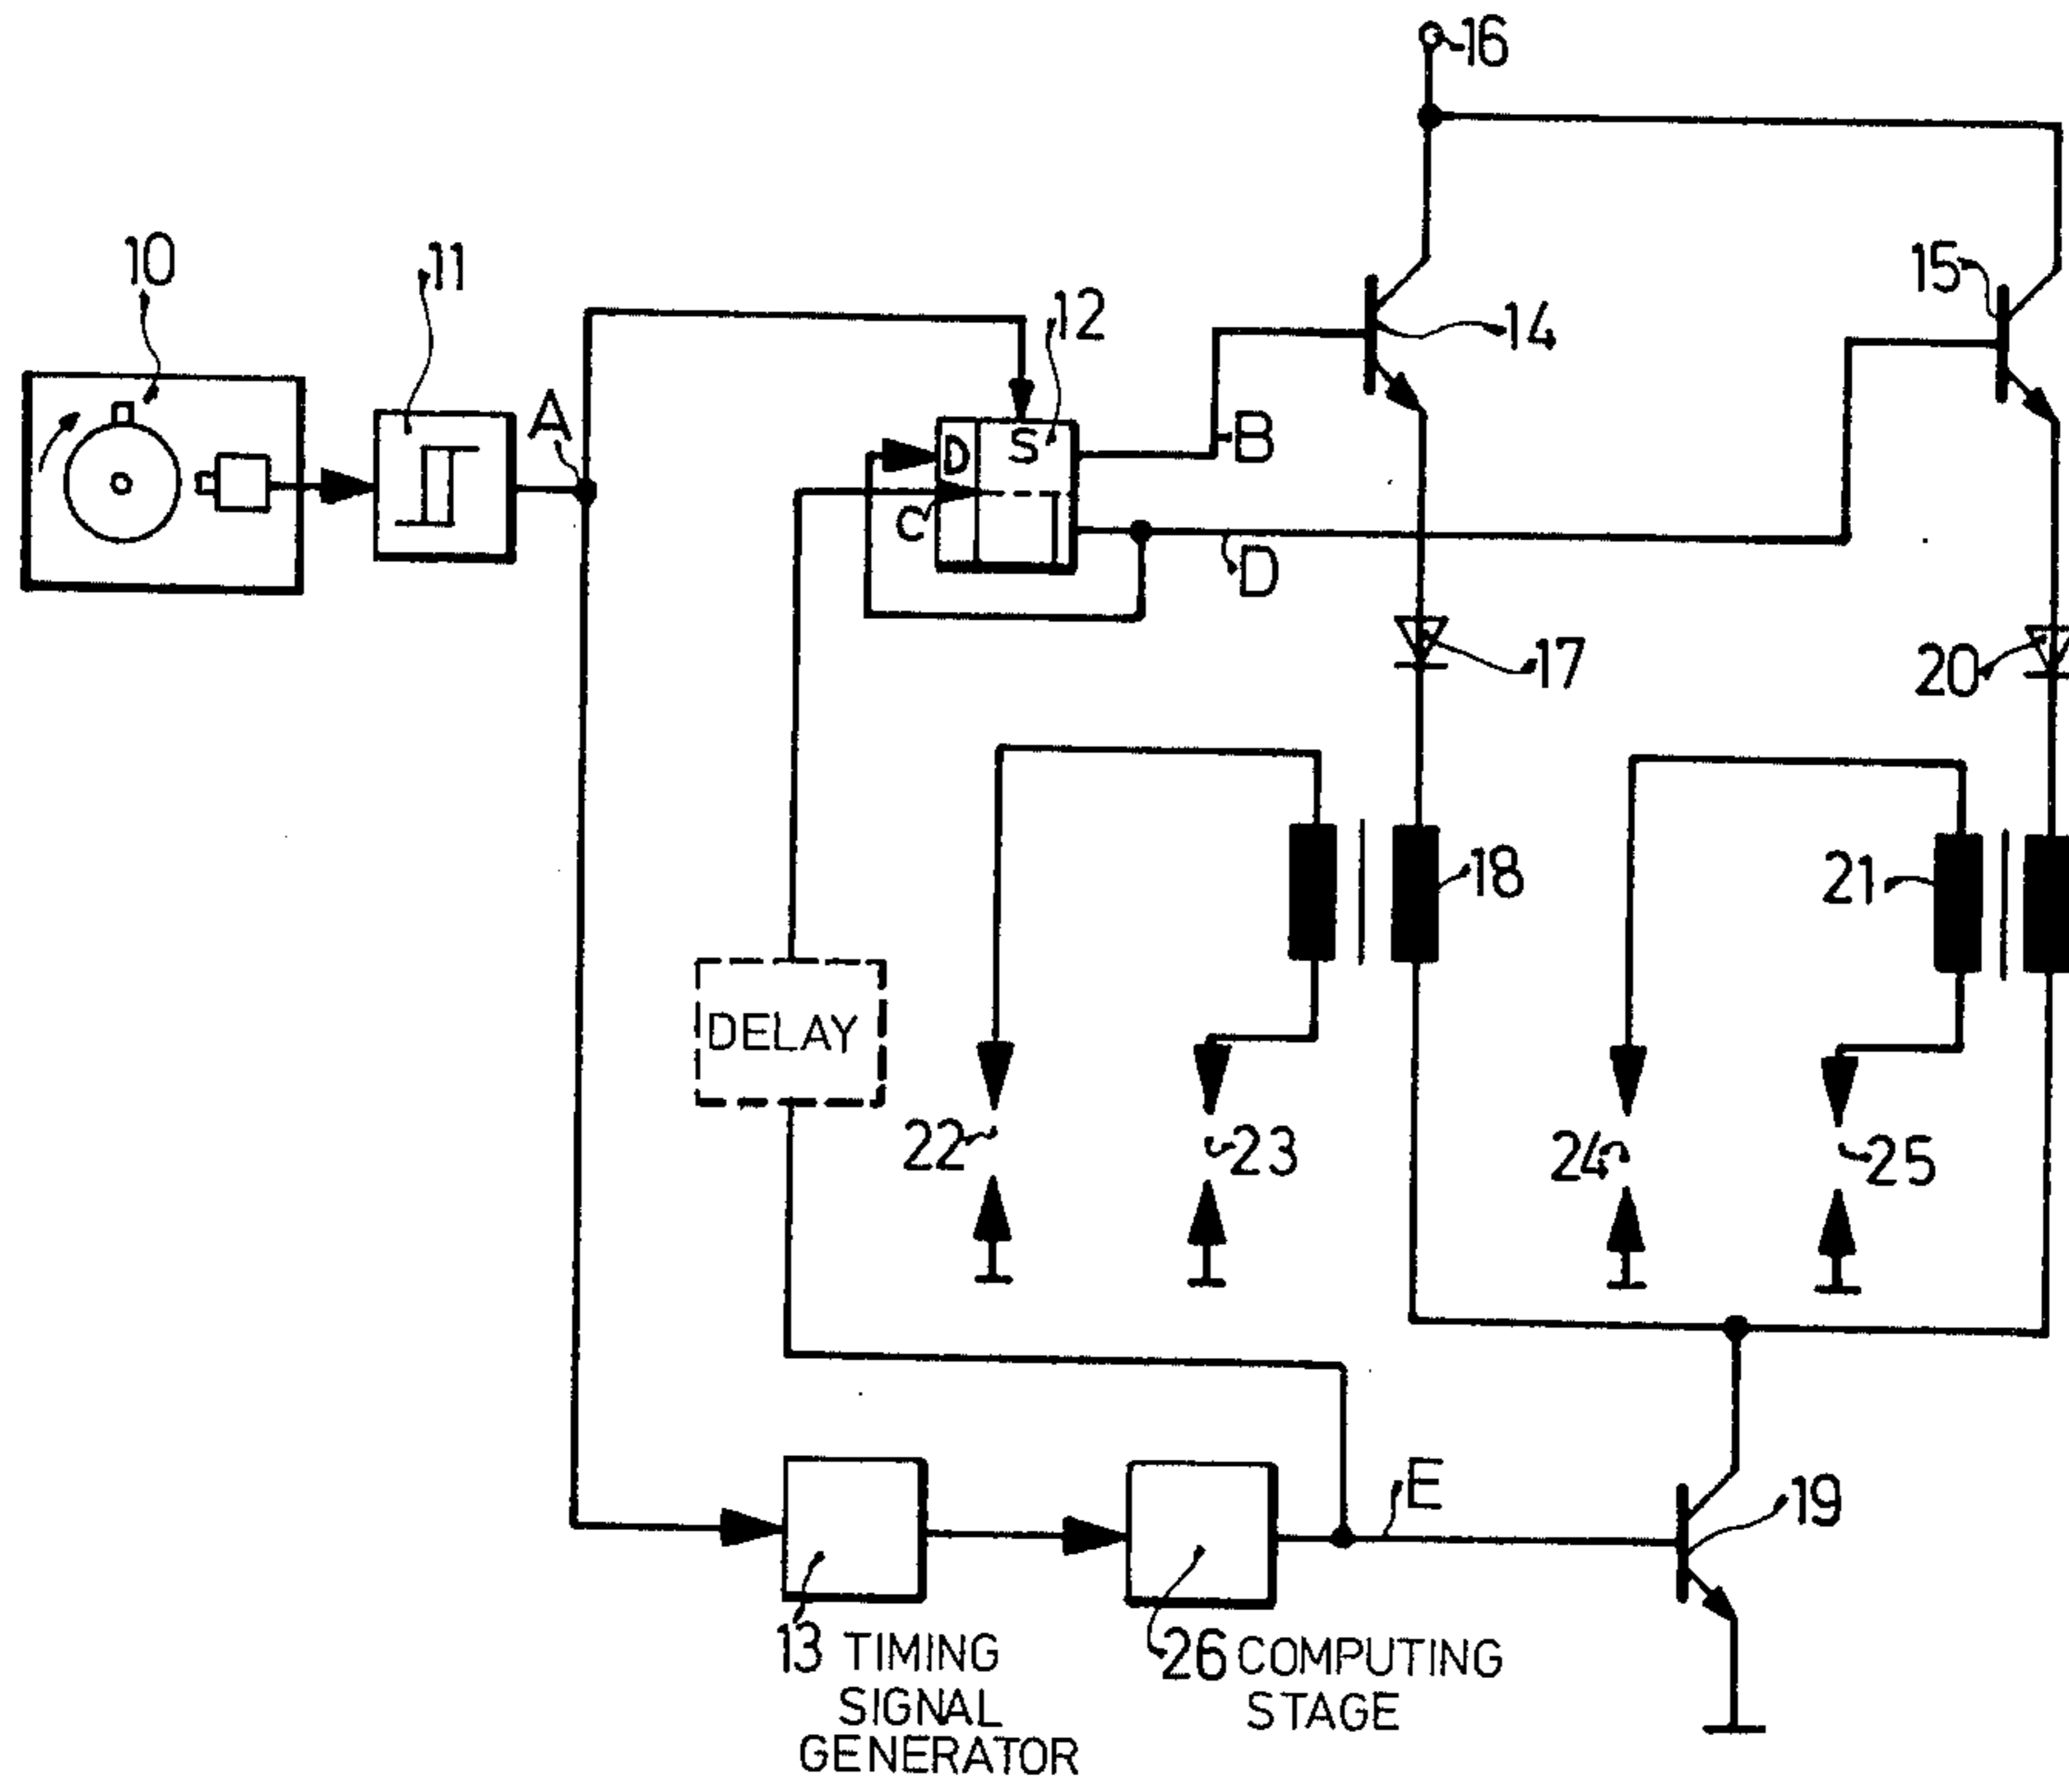 16
10
11
12
14
15
A
D
S
B
C
D
17
20
18
21
DELAY
22
23
24
25
E
19
13 TIMING
SIGNAL
GENERATOR
26 COMPUTING
STAGE